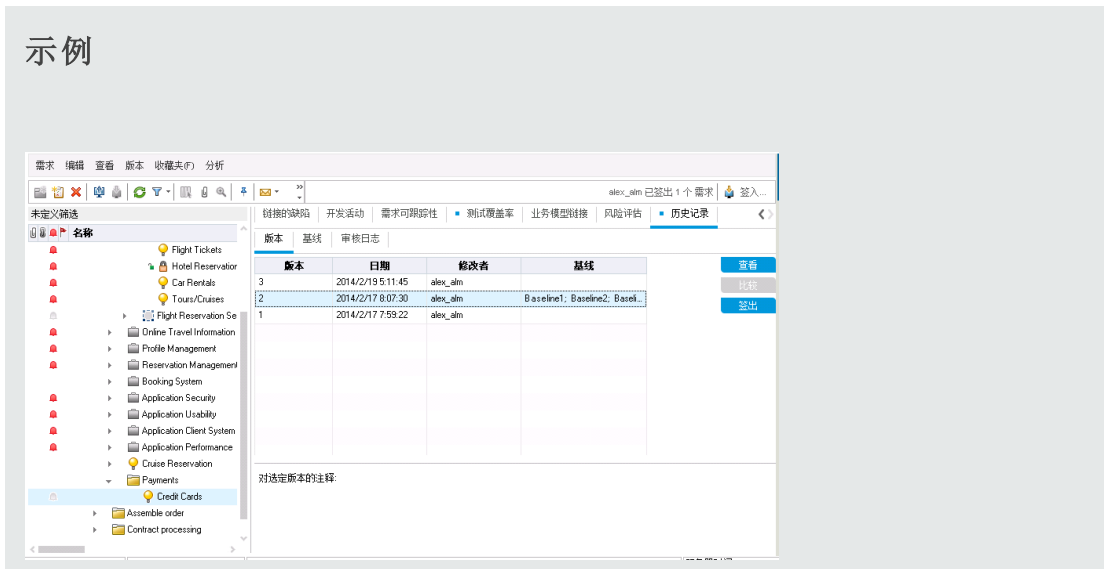 示例
需求 编辑 查看 版本 收藏夹(F) 分析
alex_alm 已签出 1 个 需求 签入...
未定义筛选
链接的缺陷 开发活动 需求可跟踪性 测试覆盖率 业务模型链接 风险评估 历史记录
名称
版本 基线 审核日志
Flight Tickets
Hotel Reservation
Car Rentals
Tours/Cruises
Flight Reservation Se
Online Travel Information
Profile Management
Reservation Management
Booking System
Application Security
Application Usability
Application Client System
Application Performance
Cruise Reservation
Payments
Credit Cards
Assemble order
Contract processing
版本 日期 修改者 基线
3 2014/2/19 5:11:45 alex_alm
2 2014/2/17 8:07:30 alex_alm Baseline1; Baseline2; Baseli...
1 2014/2/17 7:59:22 alex_alm
查看
比较
签出
对选定版本的注释: